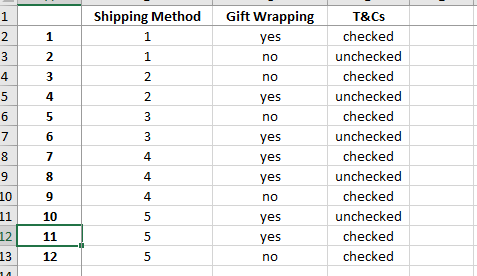 1 Shipping Method Gift Wrapping T&Cs
2 1 1 yes checked
3 2 1 no unchecked
4 3 2 no checked
5 4 2 yes unchecked
6 5 3 no checked
7 6 3 yes unchecked
8 7 4 yes checked
9 8 4 yes unchecked
10 9 4 no checked
11 10 5 yes unchecked
12 11 5 yes checked
13 12 5 no checked